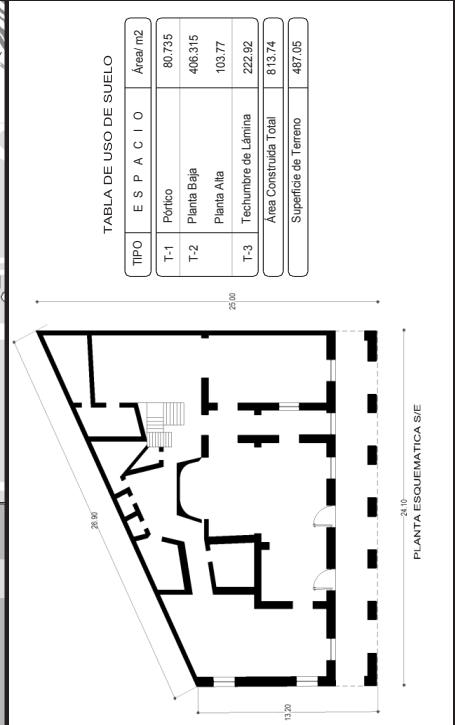 TABLA DE USO DE SUELO
TIPO E S P A C I O Área/ m2
T-1 Pórtico 80.735
T-2 Planta Baja 406.315
Planta Alta 103.77
T-3 Techumbre de Lámina 222.92
Área Construida Total 813.74
Superficie de Terreno 487.05
25.00
26.90
24.10
13.20
PLANTA ESQUEMATICA S/E